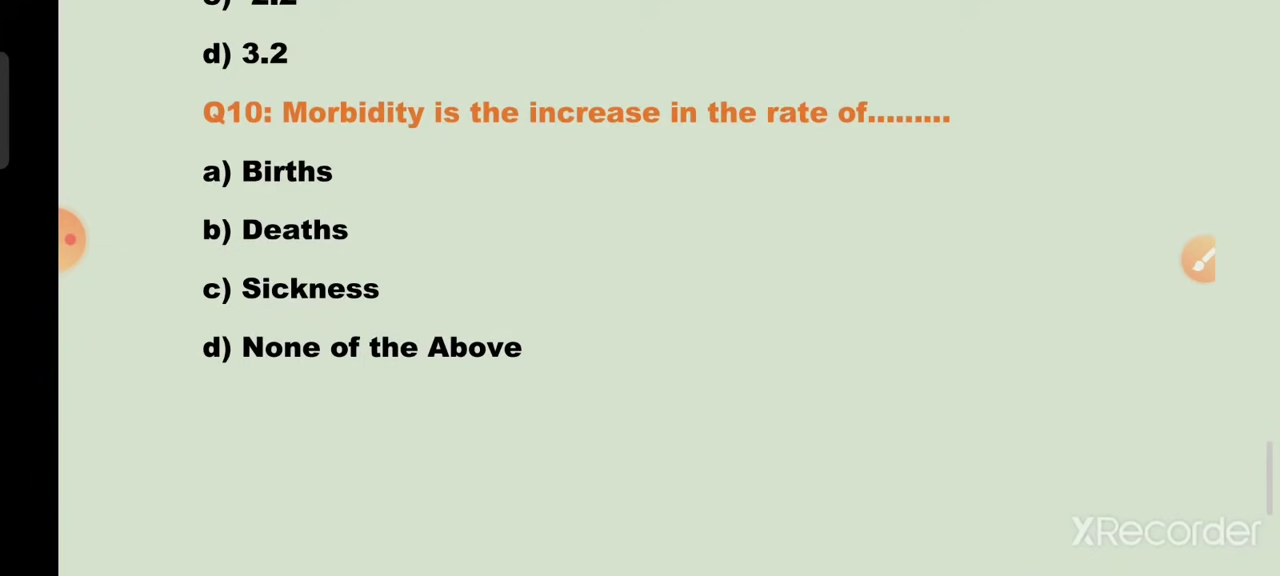 d) 3.2
Q10: Morbidity is the increase in the rate of.........
a) Births
b) Deaths
c) Sickness
d) None of the Above
XRecorder